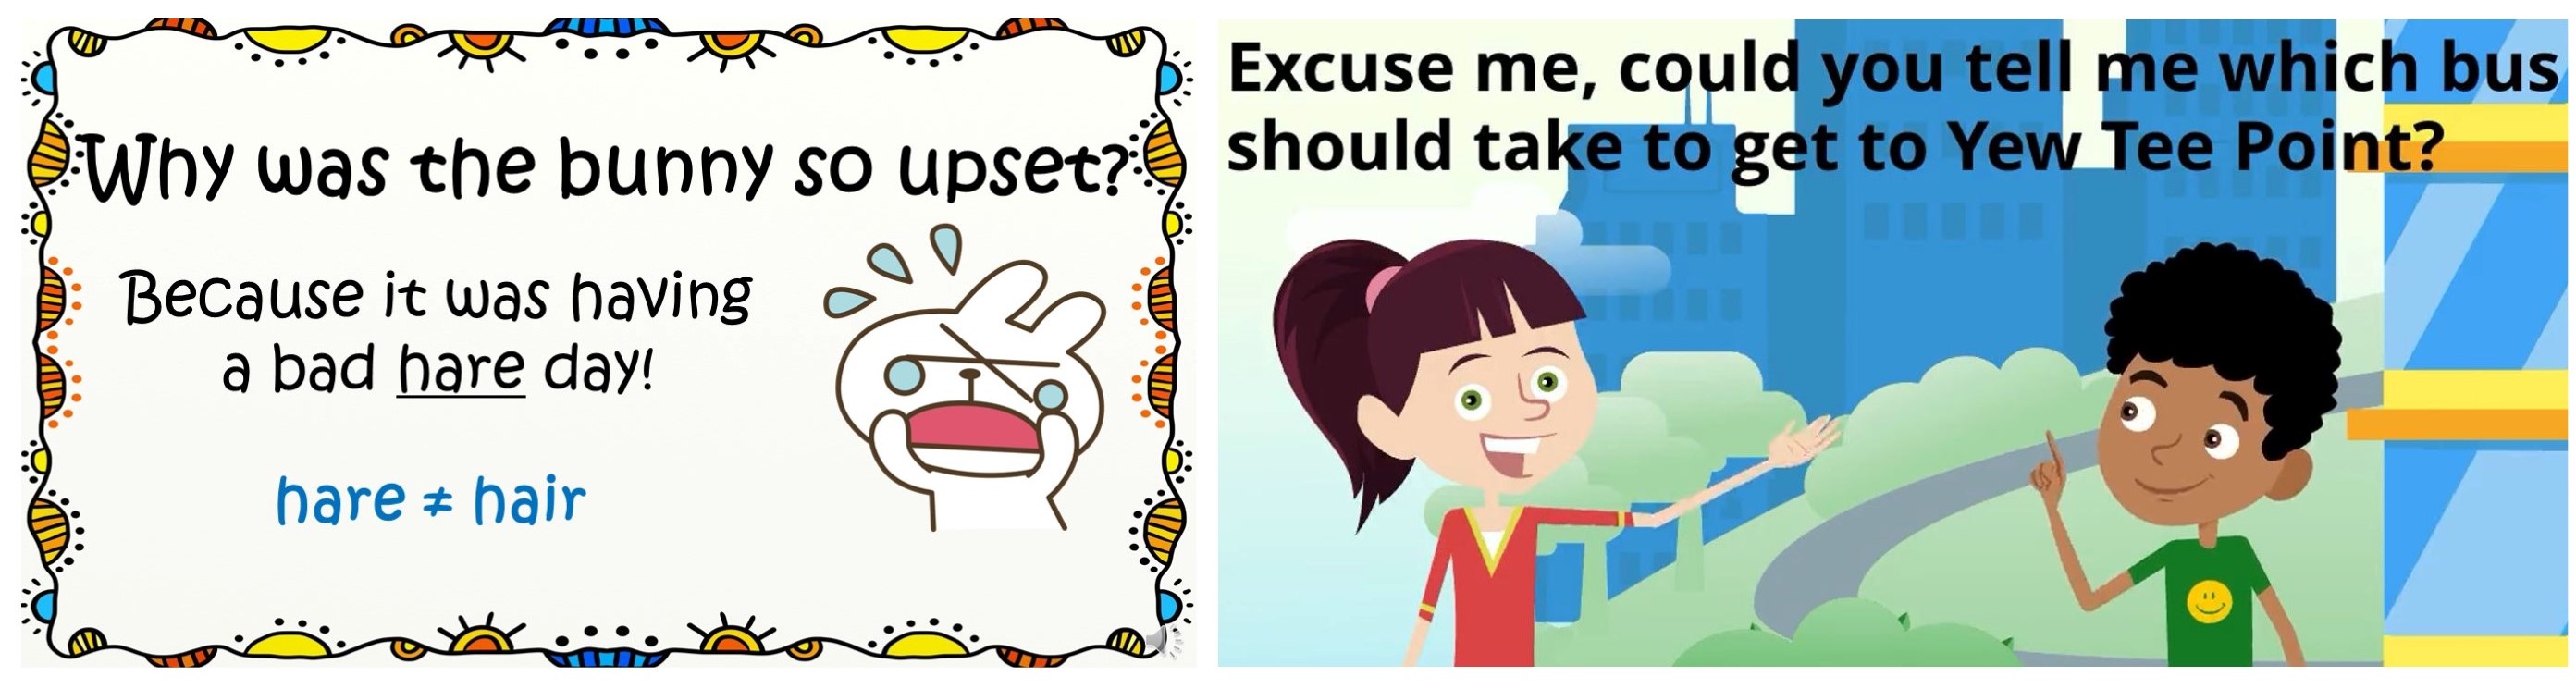 Why was the bunny so upset?
Because it was having
a bad hare day!
hare ≠ hair
Excuse me, could you tell me which bus
should take to get to Yew Tee Point?